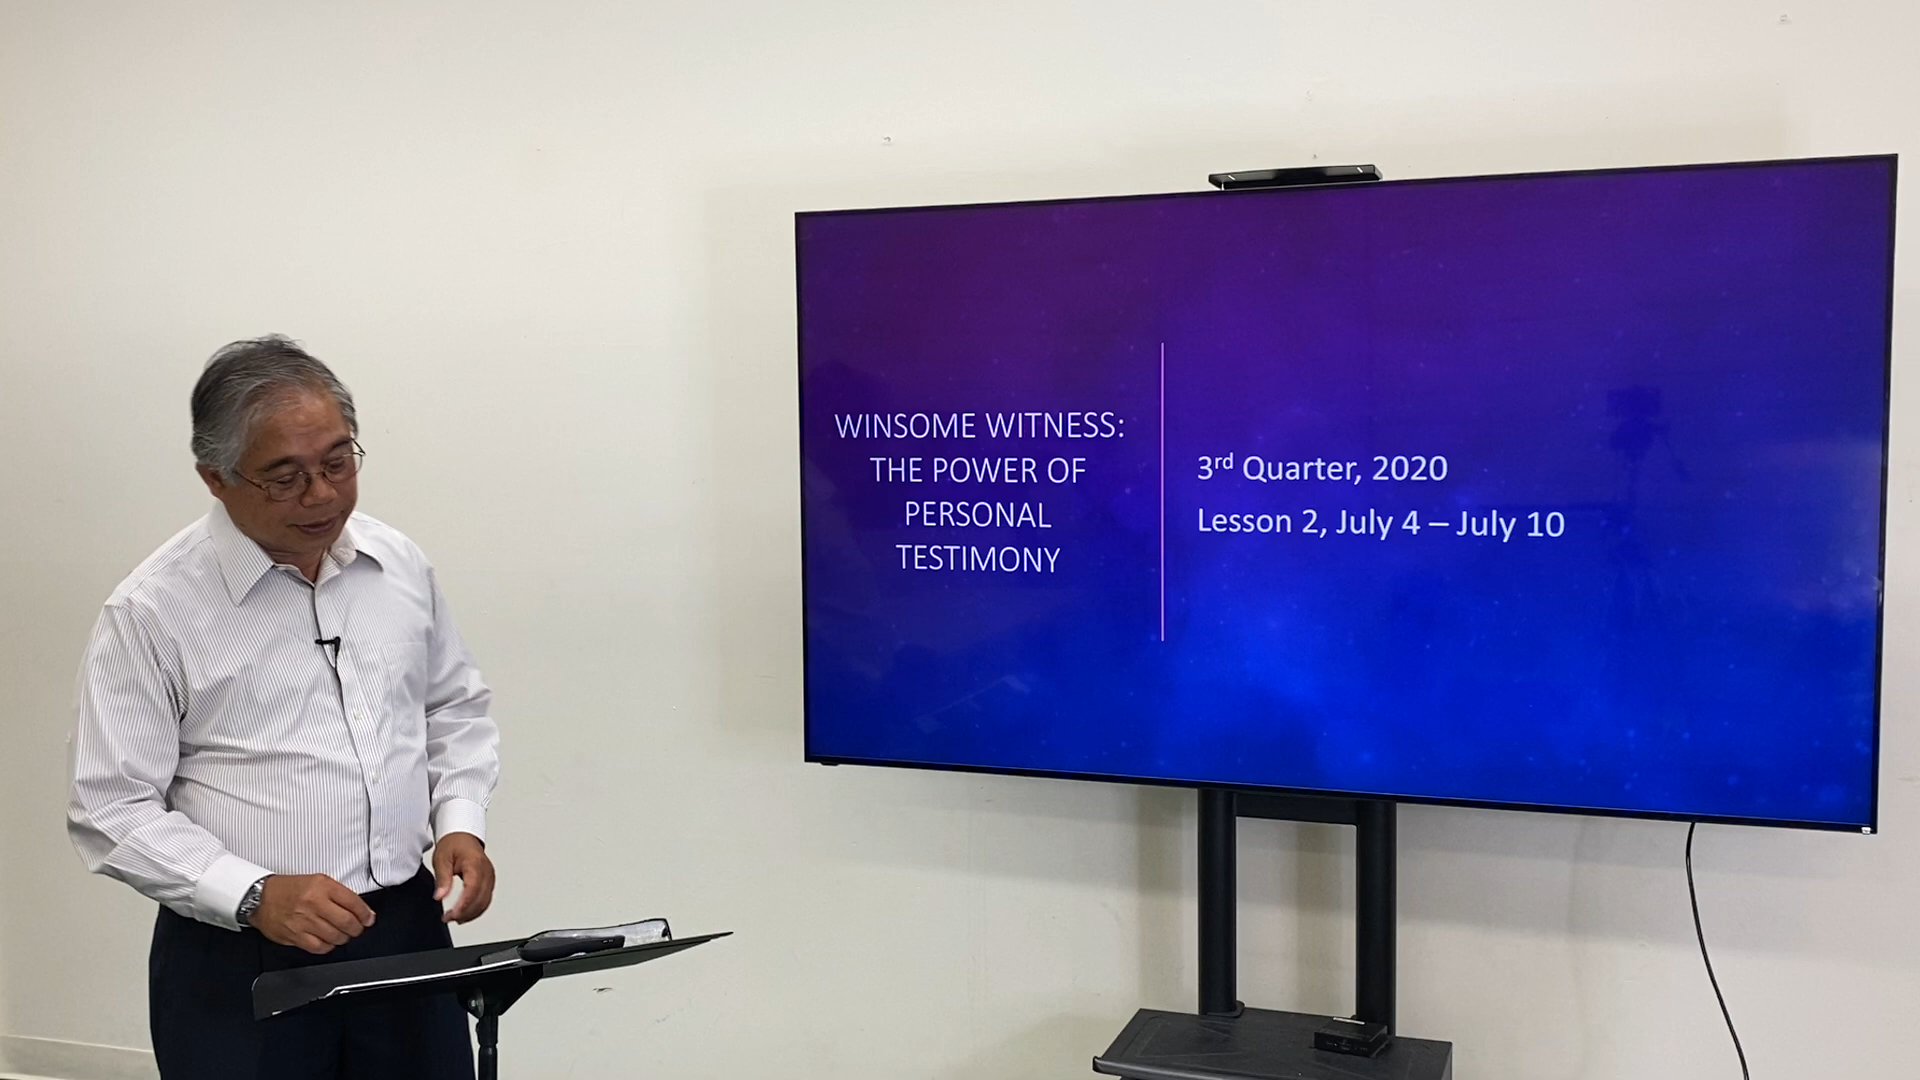 WINSOME WITNESS:
THE POWER OF
PERSONAL
TESTIMONY
3rd Quarter, 2020
Lesson 2, July 4 – July 10